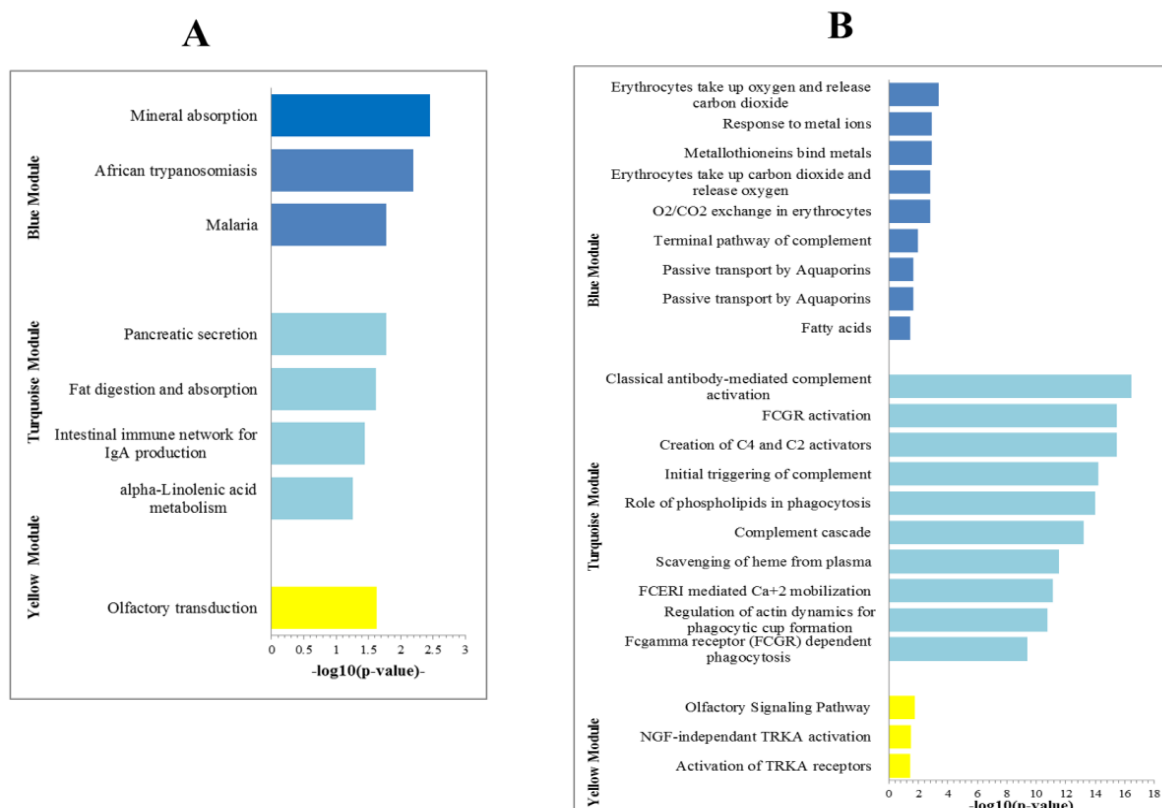 A
Blue Module
Mineral absorption
African trypanosomiasis
Malaria
Turquoise Module
Pancreatic secretion
Fat digestion and absorption
Intestinal immune network for
IgA production
alpha-Linolenic acid
metabolism
Yellow Module
Olfactory transduction
0 0.5 1 1.5 2 2.5 3
-log10(p-value)-
B
Blue Module
Erythrocytes take up oxygen and release
carbon dioxide
Response to metal ions
Metallothioneins bind metals
Erythrocytes take up carbon dioxide and
release oxygen
O2/CO2 exchange in erythrocytes
Terminal pathway of complement
Passive transport by Aquaporins
Passive transport by Aquaporins
Fatty acids
Turquoise Module
Classical antibody-mediated complement
activation
FCGR activation
Creation of C4 and C2 activators
Initial triggering of complement
Role of phospholipids in phagocytosis
Complement cascade
Scavenging of heme from plasma
FCERI mediated Ca+2 mobilization
Regulation of actin dynamics for
phagocytic cup formation
Fcgamma receptor (FCGR) dependent
phagocytosis
Yellow Module
Olfactory Signaling Pathway
NGF-independant TRKA activation
Activation of TRKA receptors
0 2 4 6 8 10 12 14 16 18
-log10(p-value)